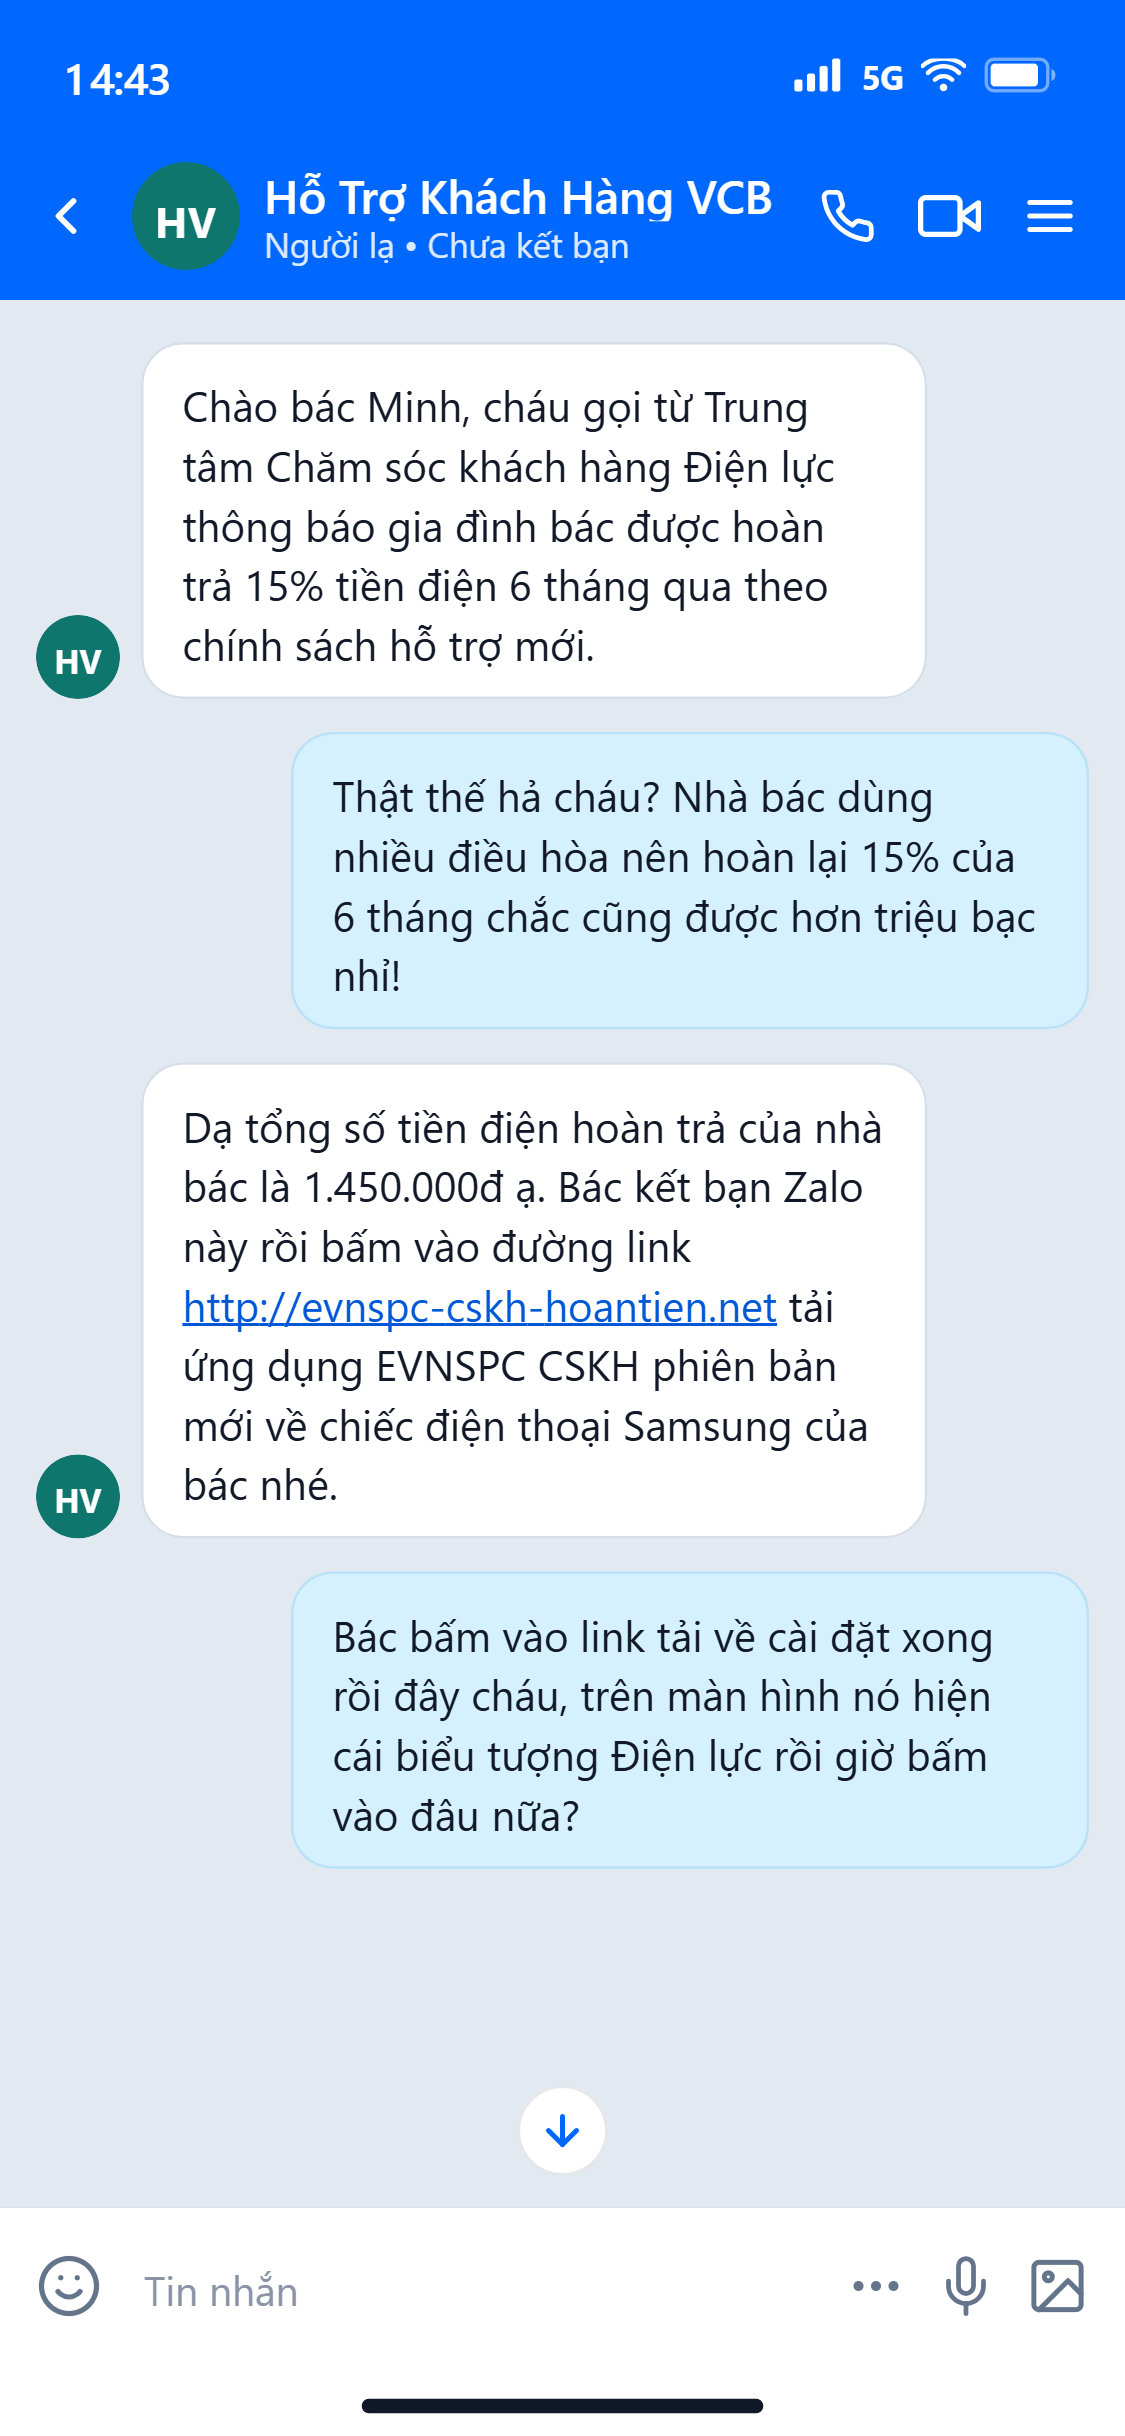 14:43
5G
HV
Hỗ Trợ Khách Hàng VCB
Người lạ • Chưa kết bạn
Chào bác Minh, cháu gọi từ Trung
tâm Chăm sóc khách hàng Điện lực
thông báo gia đình bác được hoàn
trả 15% tiền điện 6 tháng qua theo
chính sách hỗ trợ mới.
HV
Thật thế hả cháu? Nhà bác dùng
nhiều điều hòa nên hoàn lại 15% của
6 tháng chắc cũng được hơn triệu bạc
nhỉ!
Dạ tổng số tiền điện hoàn trả của nhà
bác là 1.450.000đ ạ. Bác kết bạn Zalo
này rồi bấm vào đường link
http://evnspc-cskh-hoantien.net tải
ứng dụng EVNSPC CSKH phiên bản
mới về chiếc điện thoại Samsung của
bác nhé.
HV
Bác bấm vào link tải về cài đặt xong
rồi đây cháu, trên màn hình nó hiện
cái biểu tượng Điện lực rồi giờ bấm
vào đâu nữa?
Tin nhắn